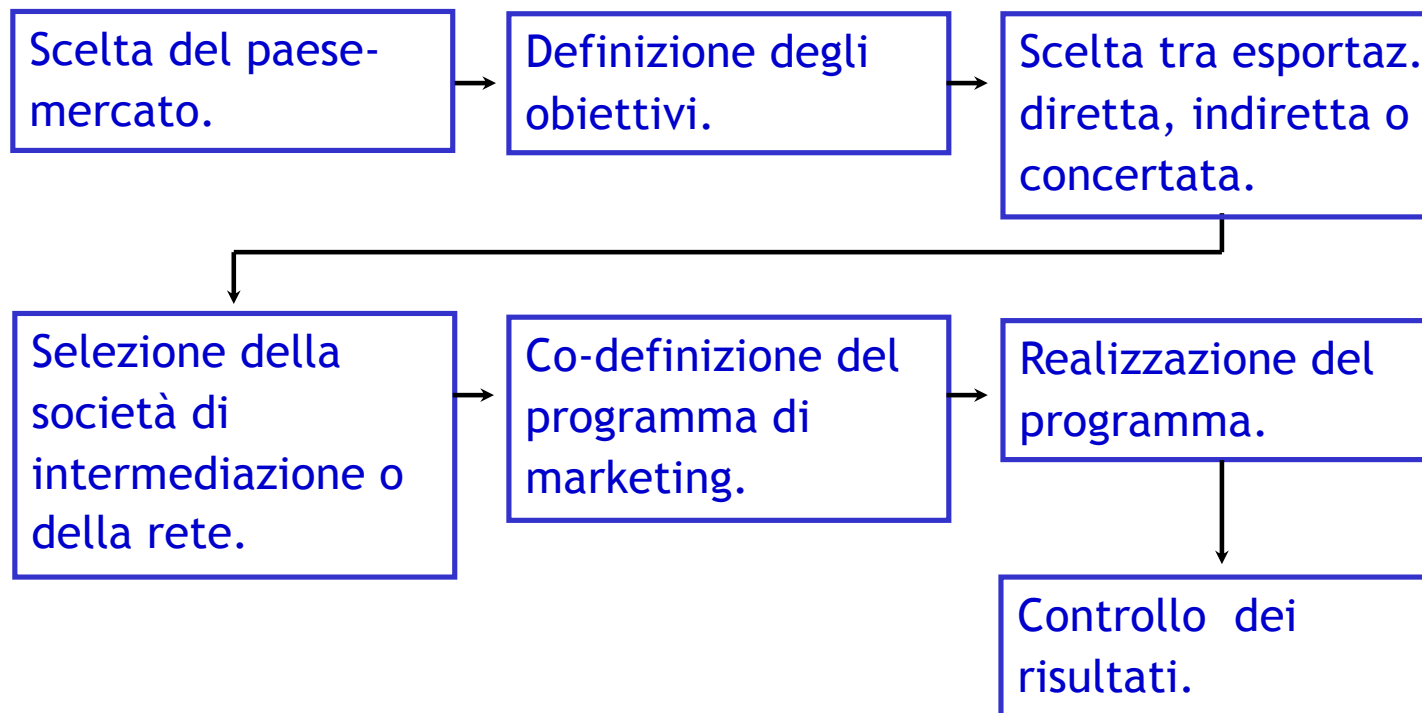 Scelta del paese-
mercato.
Definizione degli
obiettivi.
Scelta tra esportaz.
diretta, indiretta o
concertata.
Selezione della
società di
intermediazione o
della rete.
Co-definizione del
programma di
marketing.
Realizzazione del
programma.
Controllo dei
risultati.